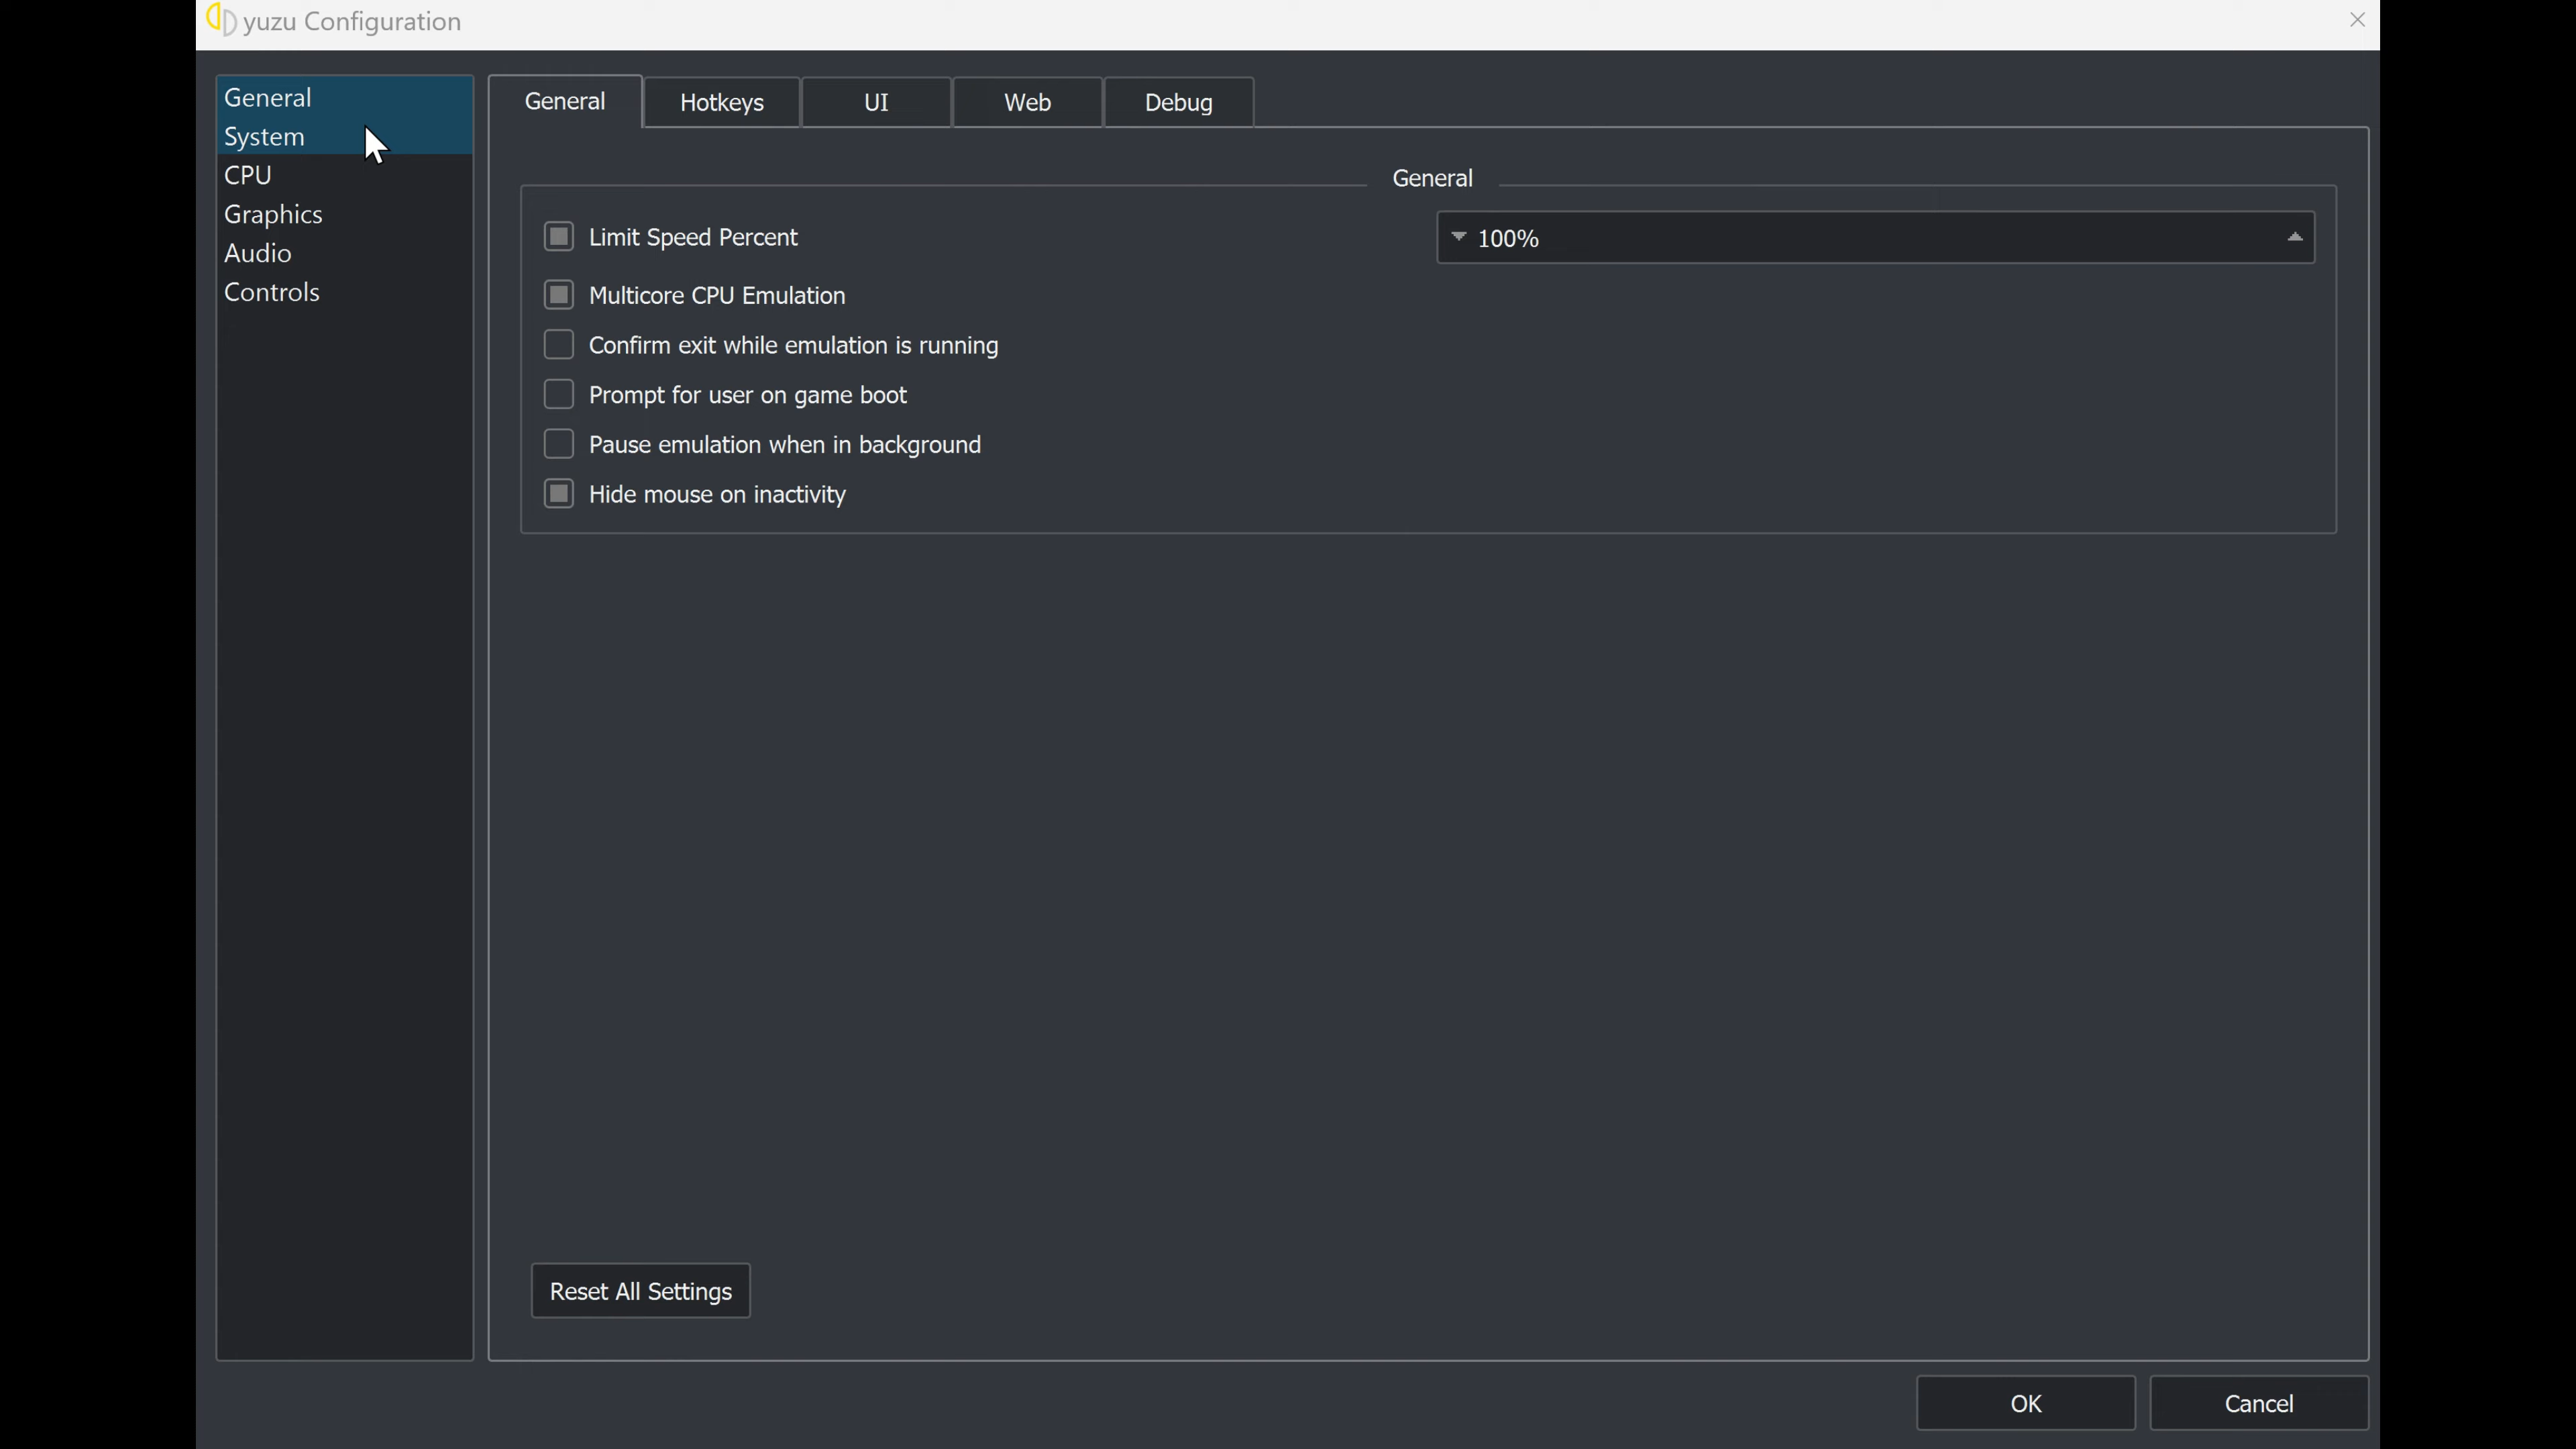 yuzu Configuration
General
System
CPU
Graphics
Audio
Controls
General
Hotkeys
UI
Web
Debug
General
Limit Speed Percent
100%
Multicore CPU Emulation
Confirm exit while emulation is running
Prompt for user on game boot
Pause emulation when in background
Hide mouse on inactivity
Reset All Settings
OK
Cancel